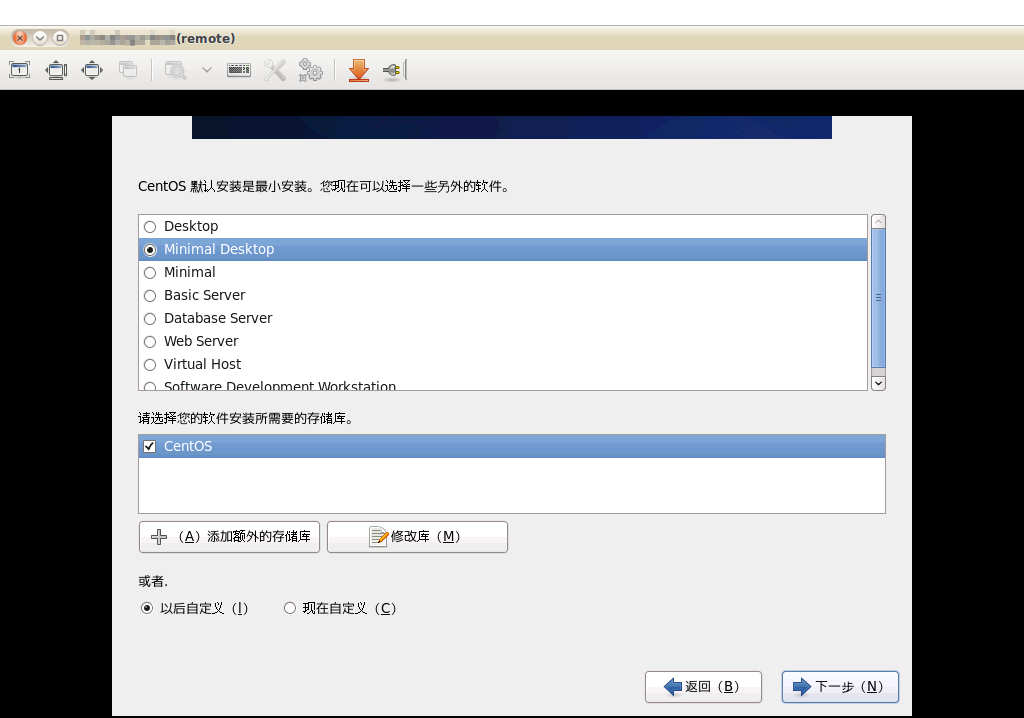 (remote)
CentOS 默认安装是最小安装。您现在可以选择一些另外的软件。
Desktop
Minimal Desktop
Minimal
Basic Server
Database Server
Web Server
Virtual Host
Software Development Workstation
请选择您的软件安装所需要的存储库。
CentOS
（A）添加额外的存储库 修改库（M）
或者.
以后自定义（l） 现在自定义（C）
返回（B） 下一步（N）